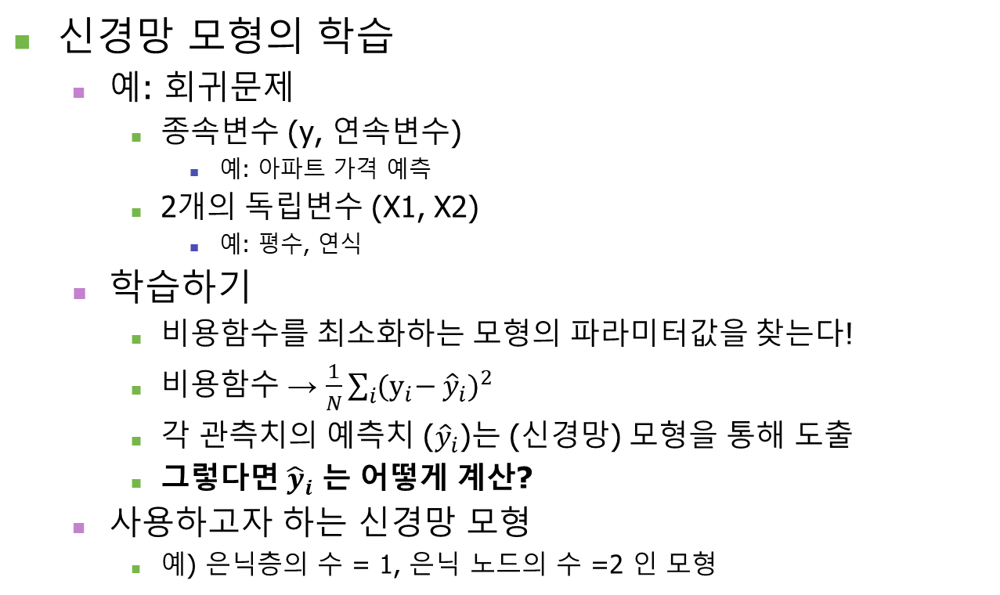 신경망 모형의 학습
예: 회귀문제
종속변수 (y, 연속변수)
예: 아파트 가격 예측
2개의 독립변수 (X1, X2)
예: 평수, 연식
학습하기
비용함수를 최소화하는 모형의 파라미터값을 찾는다!
비용함수 → $\frac{1}{N}\sum_i(y_i - \hat{y}_i)^2$
각 관측치의 예측치 ($\hat{y}_i$)는 (신경망) 모형을 통해 도출
그렇다면 $\hat{y}_i$ 는 어떻게 계산?
사용하고자 하는 신경망 모형
예) 은닉층의 수 = 1, 은닉 노드의 수 =2 인 모형